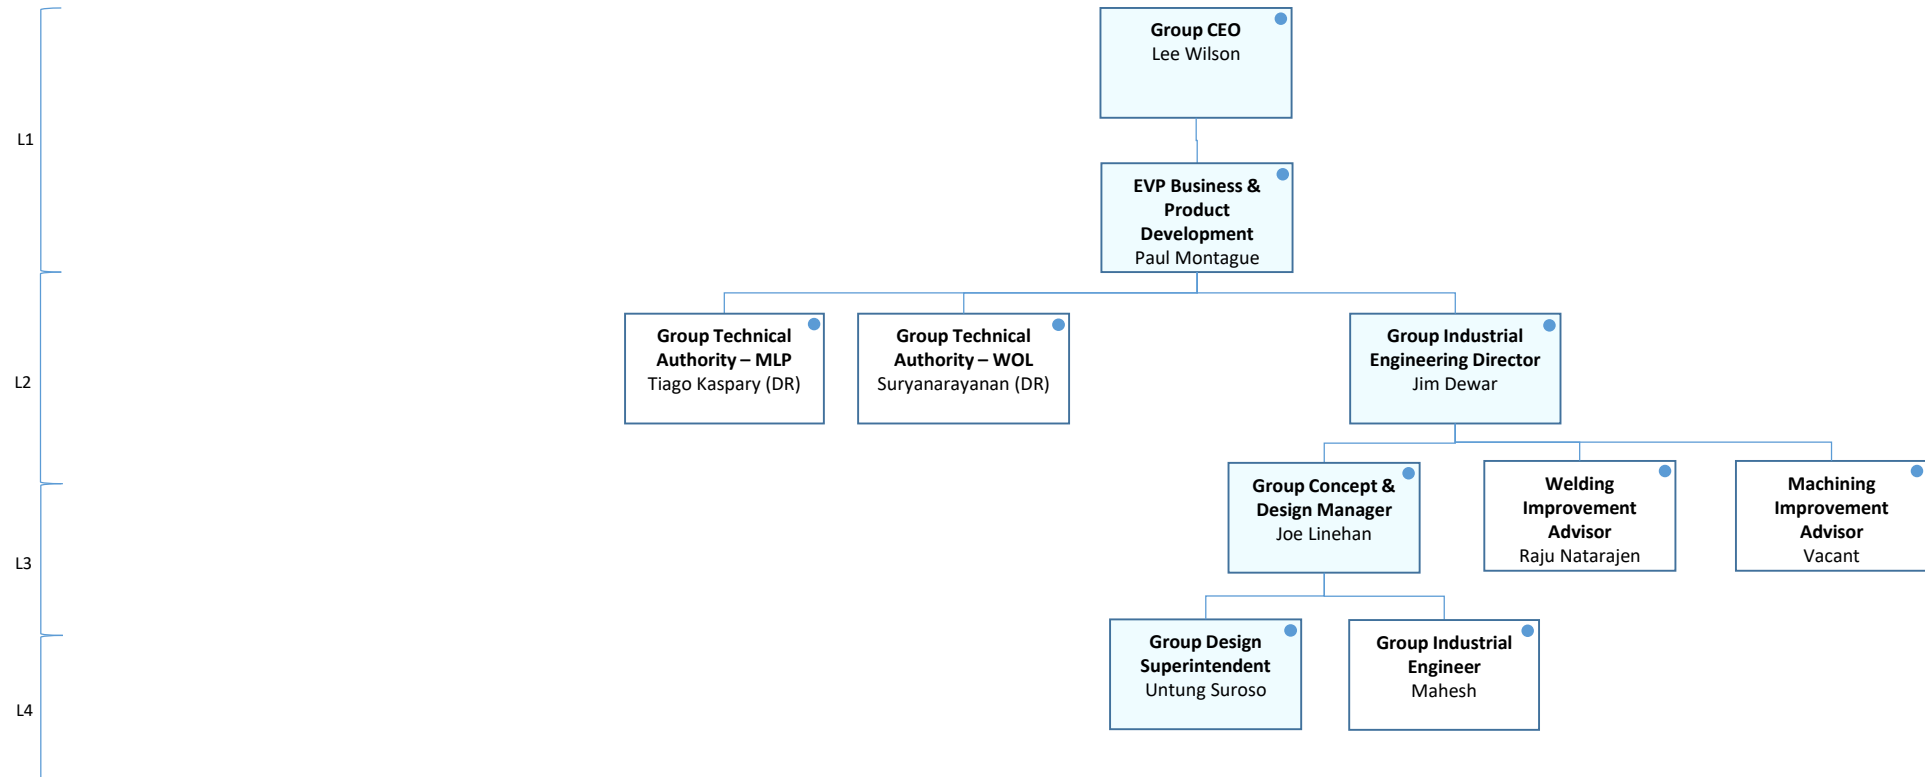 Group CEO
Lee Wilson
L1
EVP Business &
Product
Development
Paul Montague
Group Technical
Authority – MLP
Tiago Kaspary (DR)
Group Technical
Authority – WOL
Suryanarayanan (DR)
Group Industrial
Engineering Director
Jim Dewar
L2
Group Concept &
Design Manager
Joe Linehan
Welding
Improvement
Advisor
Raju Natarajen
Machining
Improvement
Advisor
Vacant
L3
Group Design
Superintendent
Untung Suroso
Group Industrial
Engineer
Mahesh
L4